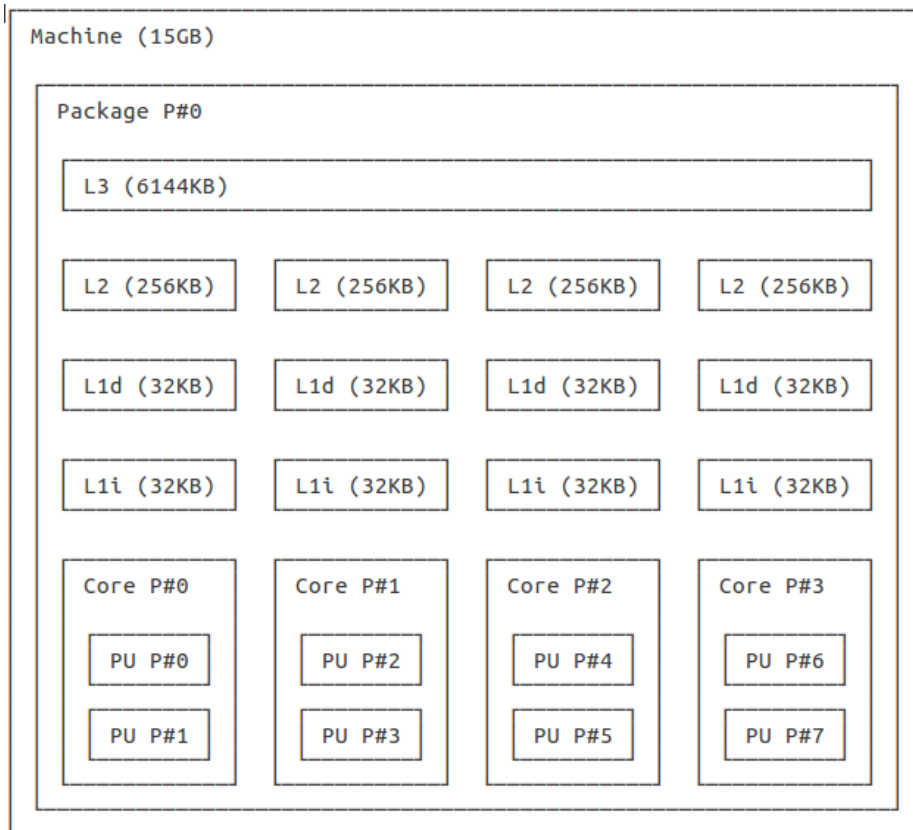 Machine (15GB)
Package P#0
L3 (6144KB)
L2 (256KB) L2 (256KB) L2 (256KB) L2 (256KB)
L1d (32KB) L1d (32KB) L1d (32KB) L1d (32KB)
L1i (32KB) L1i (32KB) L1i (32KB) L1i (32KB)
Core P#0 Core P#1 Core P#2 Core P#3
PU P#0 PU P#2 PU P#4 PU P#6
PU P#1 PU P#3 PU P#5 PU P#7